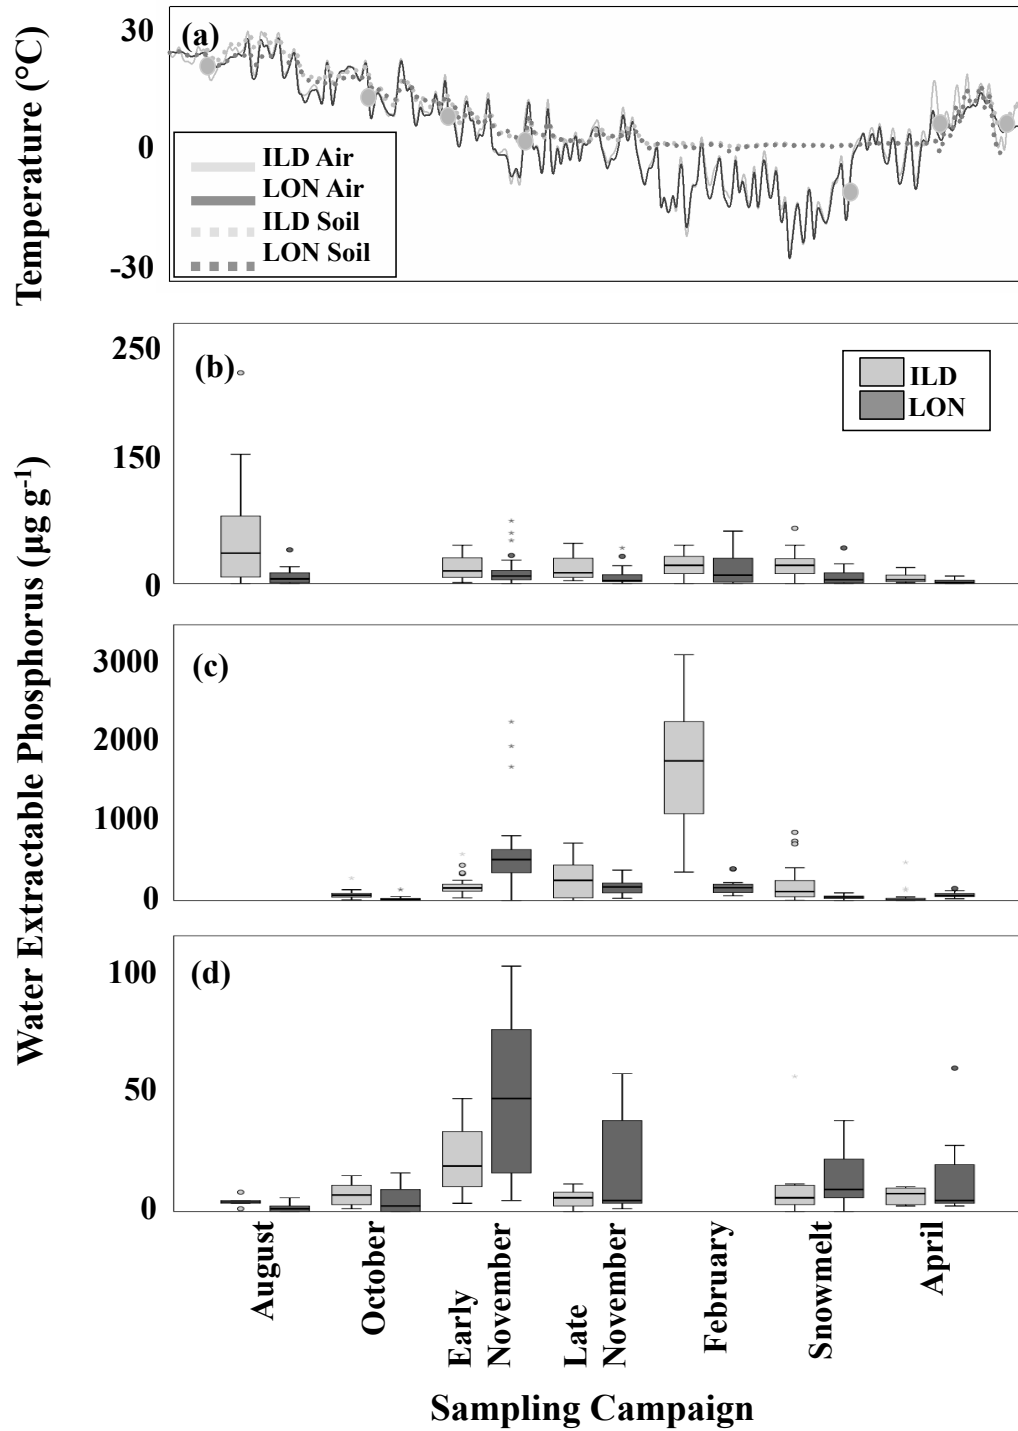 Temperature (°C)
30
0
-30
(a)
ILD Air
LON Air
ILD Soil
LON Soil
Water Extractable Phosphorus (µg g⁻¹)
250
150
0
(b)
ILD
LON
3000
2000
1000
0
(c)
100
50
0
(d)
August
October
Early
November
Late
November
February
Snowmelt
April
Sampling Campaign